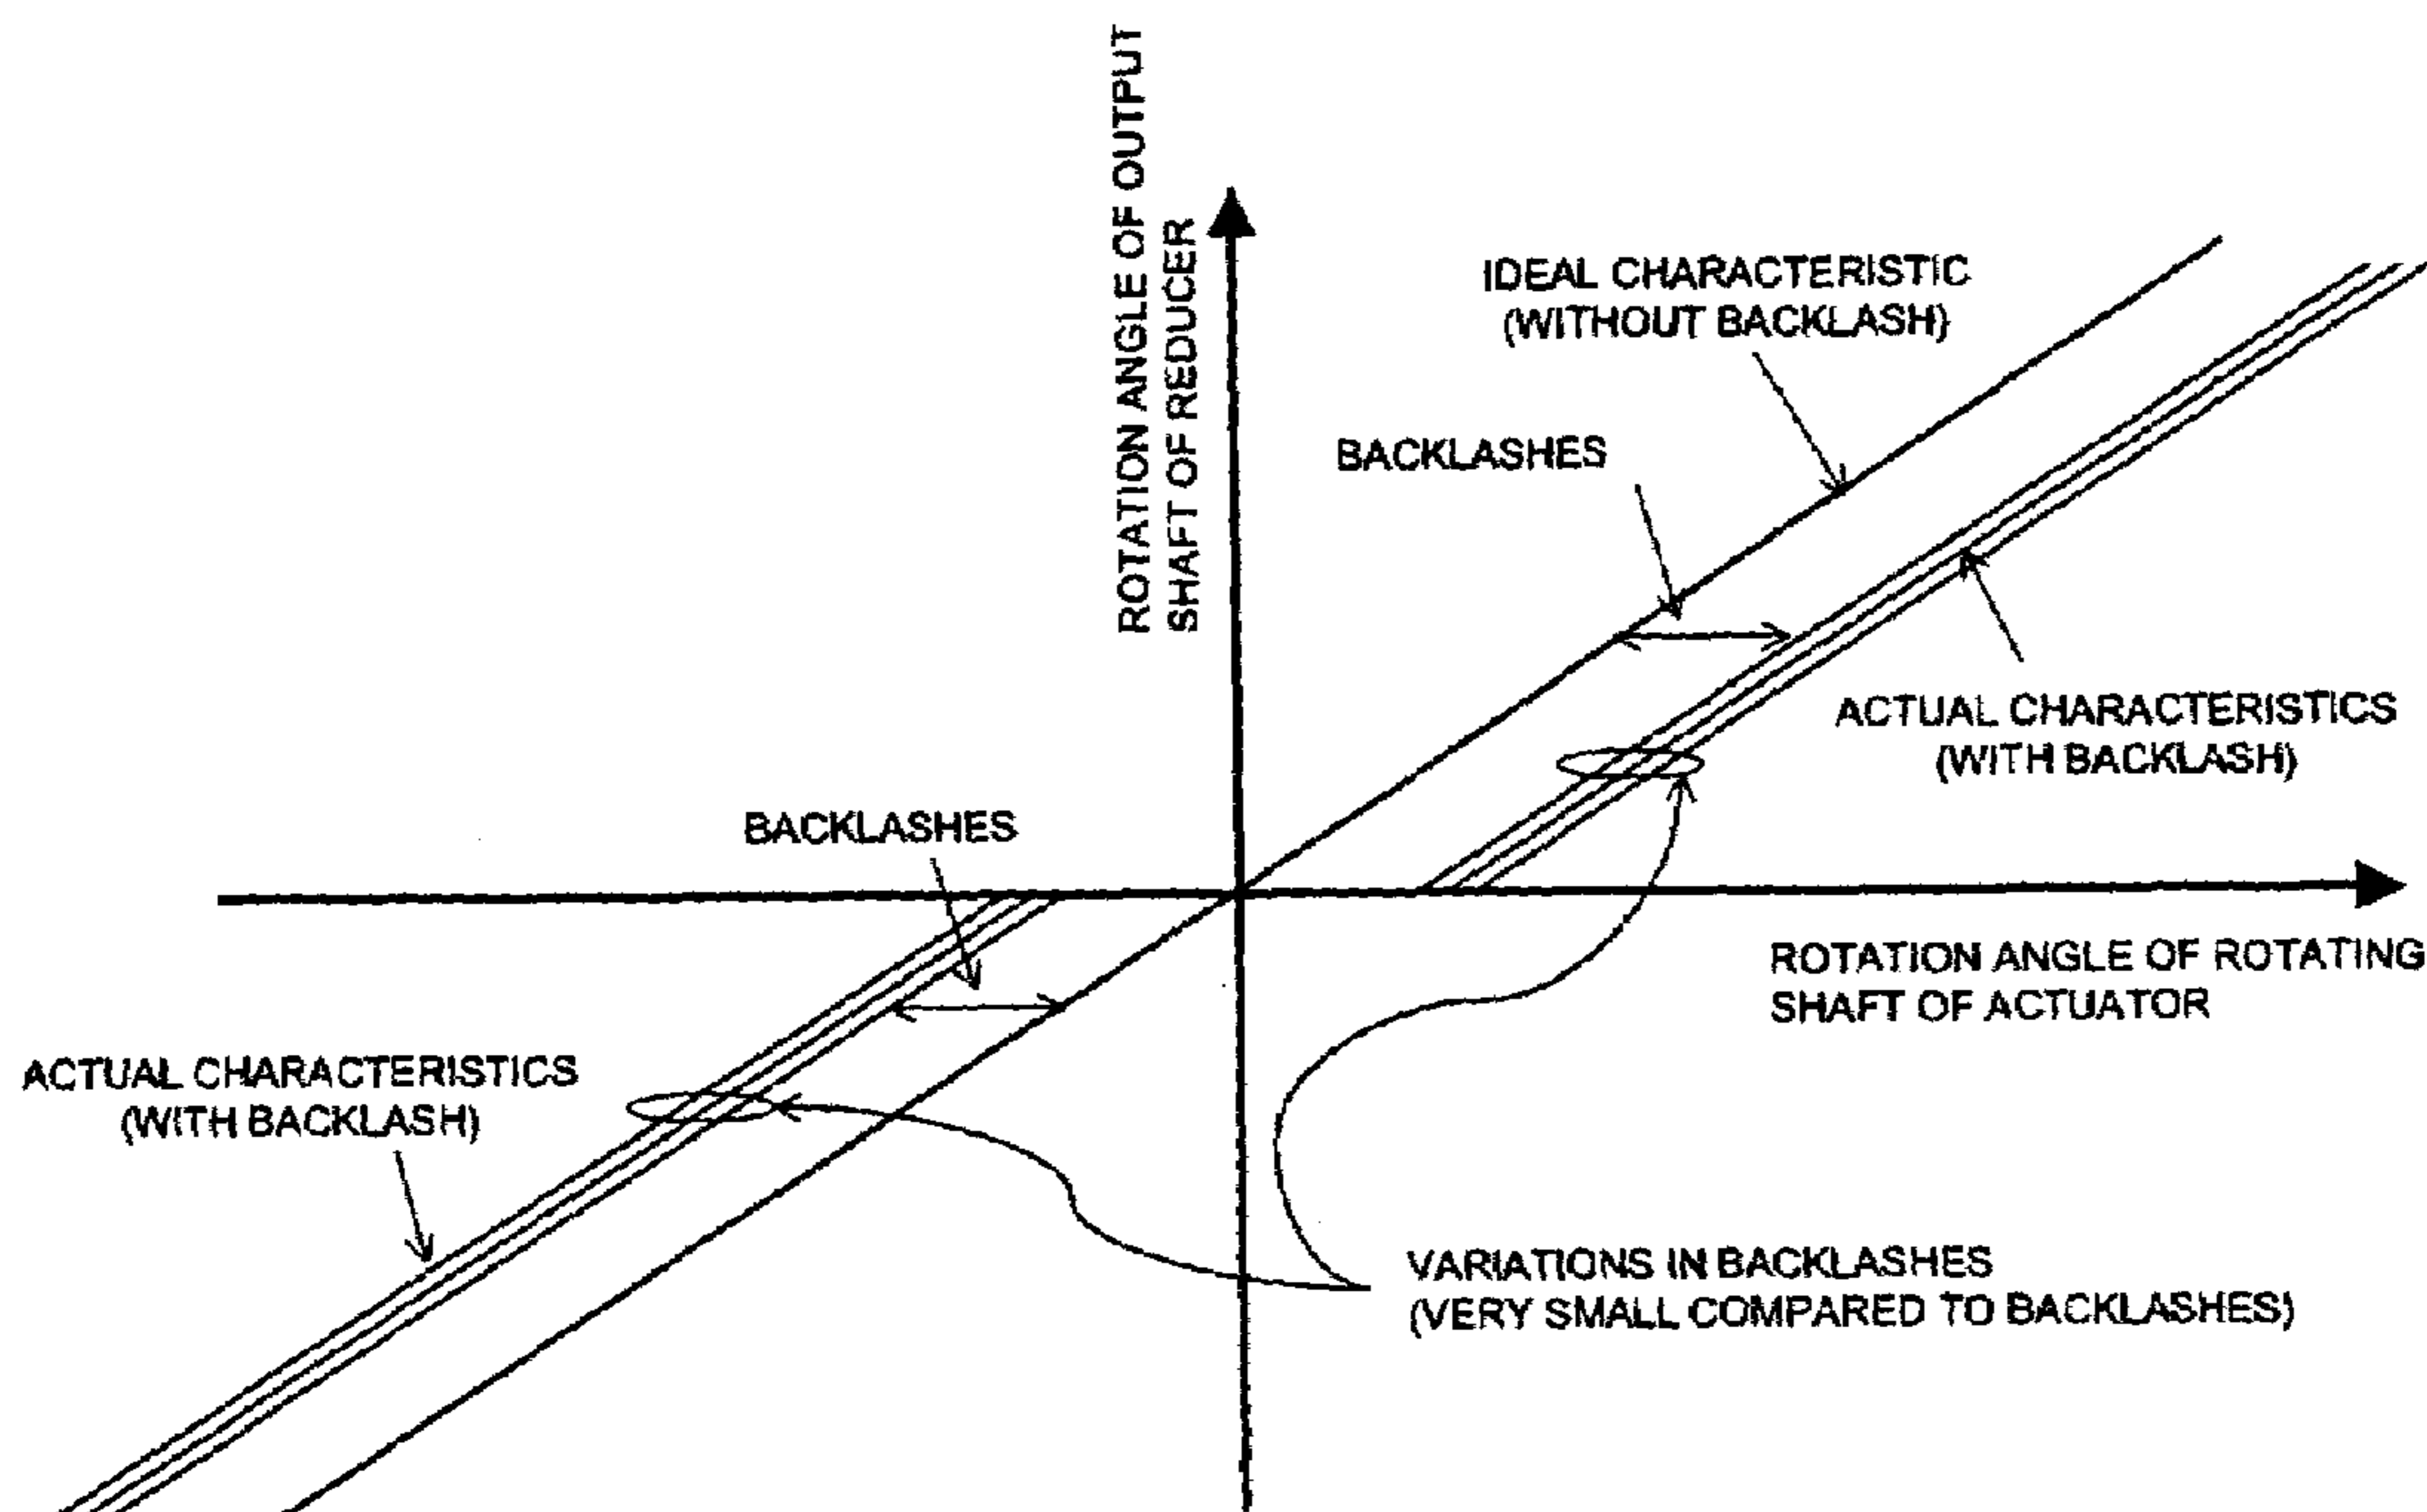 ROTATION ANGLE OF OUTPUT
SHAFT OF REDUCER
IDEAL CHARACTERISTIC
(WITHOUT BACKLASH)
BACKLASHES
ACTUAL CHARACTERISTICS
(WITH BACKLASH)
BACKLASHES
ROTATION ANGLE OF ROTATING
SHAFT OF ACTUATOR
ACTUAL CHARACTERISTICS
(WITH BACKLASH)
VARIATIONS IN BACKLASHES
(VERY SMALL COMPARED TO BACKLASHES)